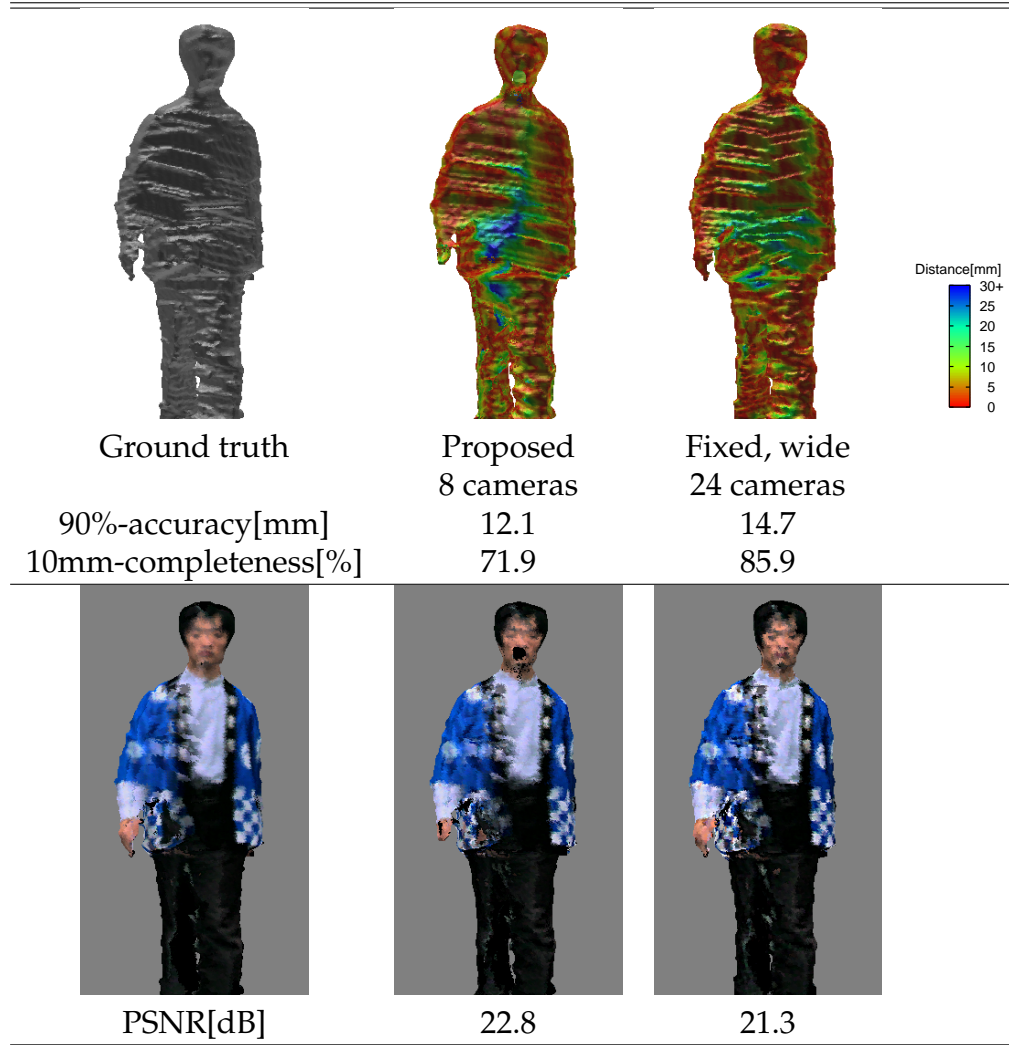 Distance[mm]
30+
25
20
15
10
5
0
Ground truth Proposed Fixed, wide
8 cameras 24 cameras
90%-accuracy[mm] 12.1 14.7
10mm-completeness[%] 71.9 85.9
PSNR[dB] 22.8 21.3